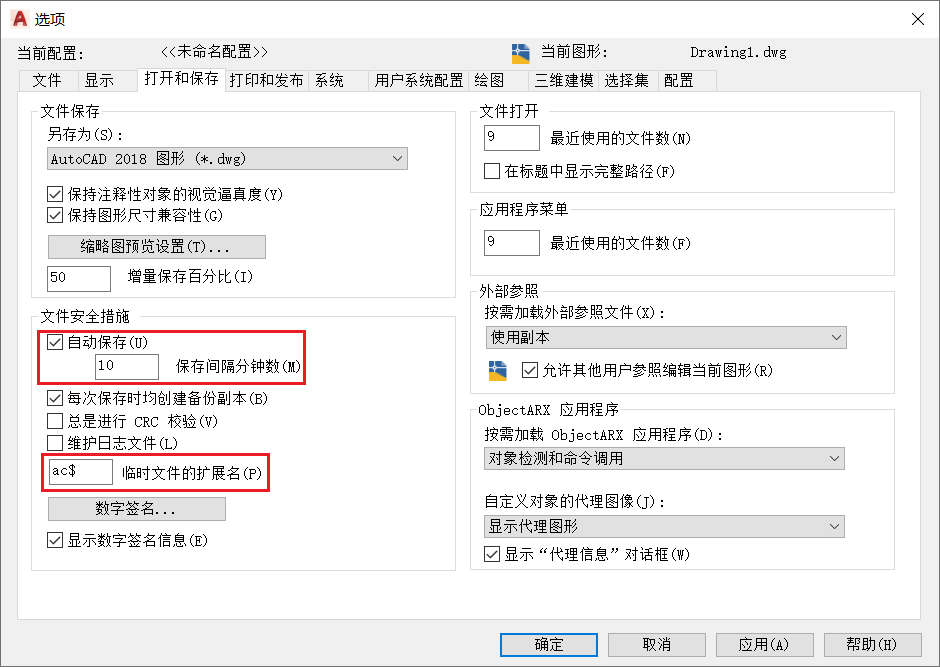 A 选项
当前配置: <<未命名配置>> 当前图形: Drawing1.dwg
文件 显示 打开和保存 打印和发布 系统 用户系统配置 绘图 三维建模 选择集 配置
文件保存
另存为(S):
AutoCAD 2018 图形 (*.dwg)
保持注释性对象的视觉逼真度(Y)
保持图形尺寸兼容性(G)
缩略图预览设置(T)...
50 增量保存百分比(I)
文件安全措施
自动保存(U)
10 保存间隔分钟数(M)
每次保存时均创建备份副本(B)
总是进行 CRC 校验(V)
维护日志文件(L)
ac$ 临时文件的扩展名(P)
数字签名...
显示数字签名信息(E)
文件打开
9 最近使用的文件数(N)
在标题中显示完整路径(F)
应用程序菜单
9 最近使用的文件数(F)
外部参照
按需加载外部参照文件(X):
使用副本
允许其他用户参照编辑当前图形(R)
ObjectARX 应用程序
按需加载 ObjectARX 应用程序(D):
对象检测和命令调用
自定义对象的代理图像(J):
显示代理图形
显示“代理信息”对话框(W)
确定 取消 应用(A) 帮助(H)